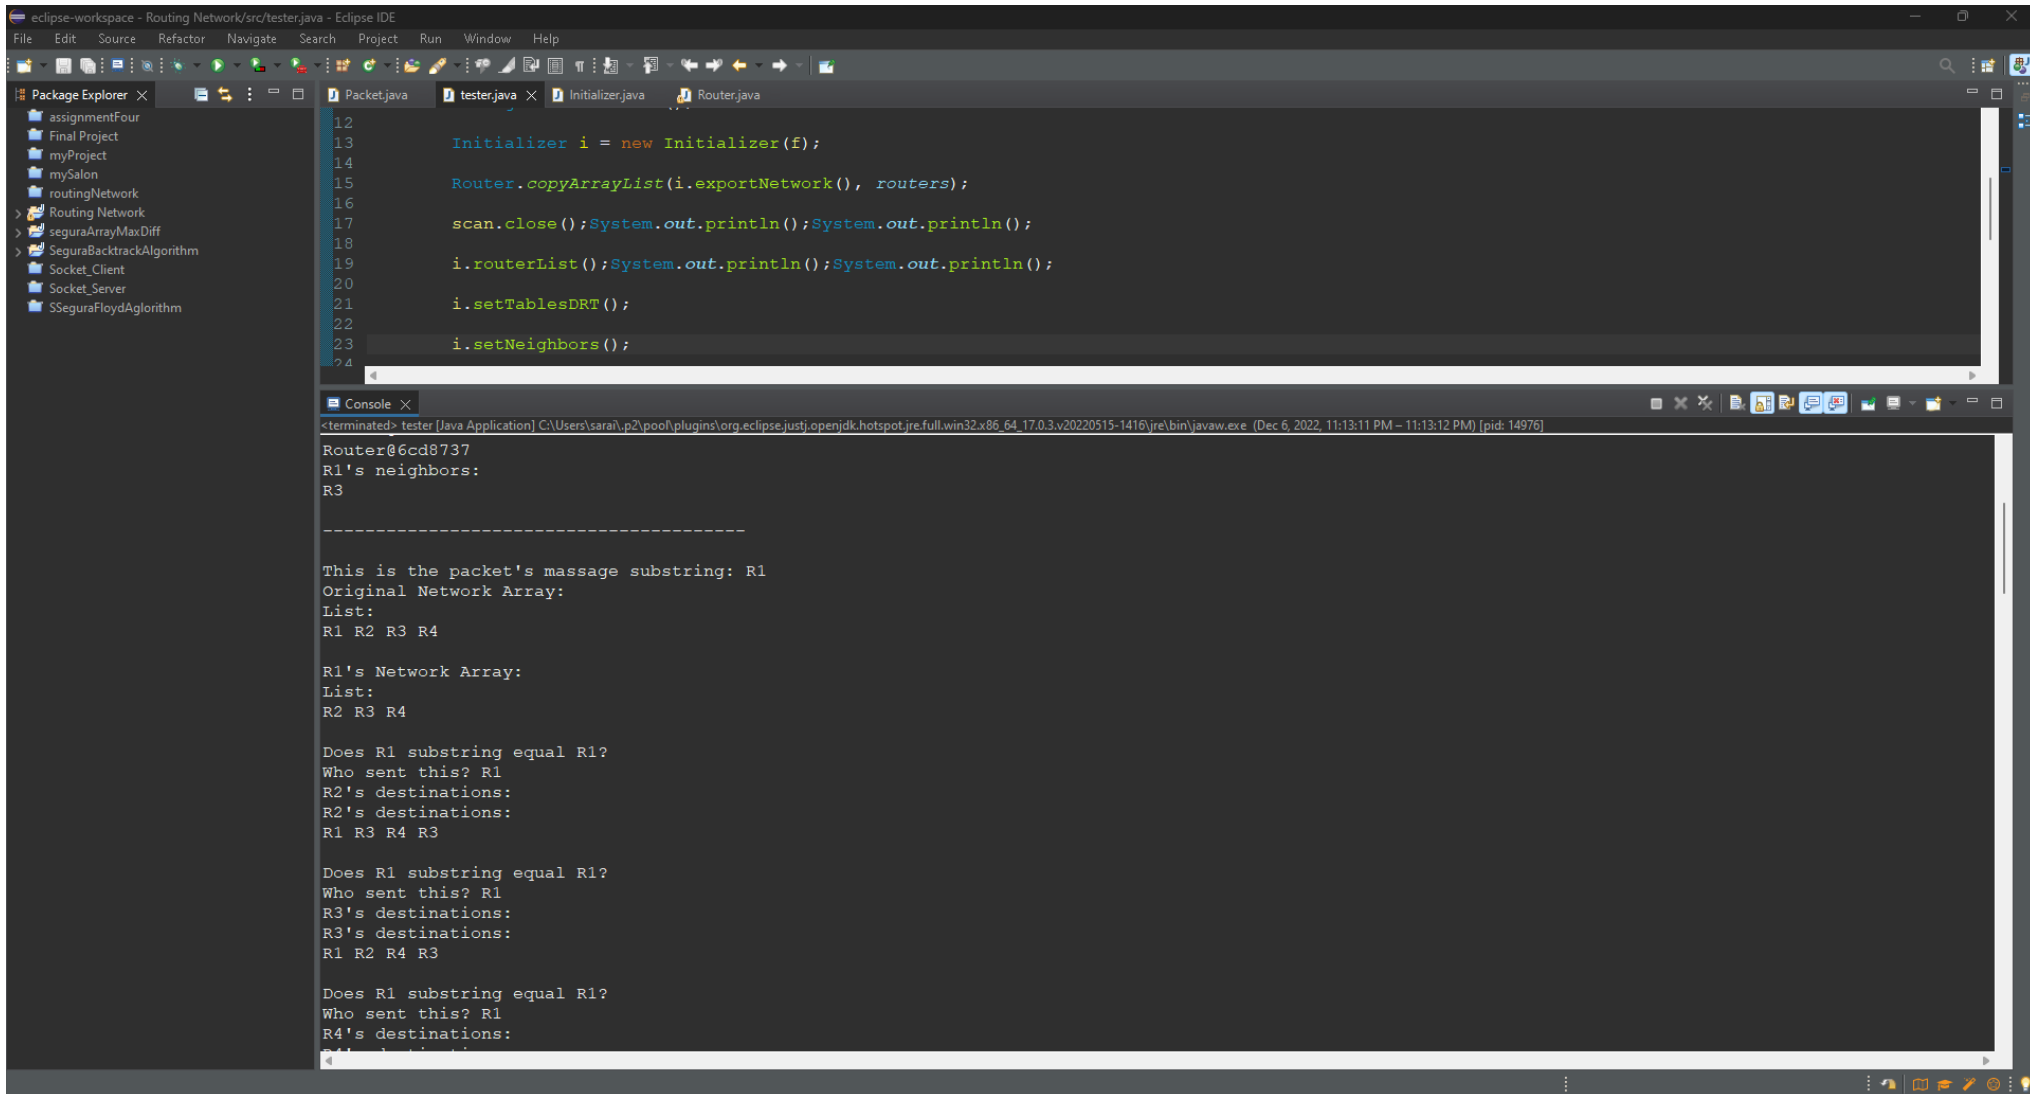 eclipse-workspace - Routing Network/src/tester.java - Eclipse IDE
File Edit Source Refactor Navigate Search Project Run Window Help
Package Explorer
assignmentFour
Final Project
myProject
mySalon
routingNetwork
Routing Network
seguraArrayMaxDiff
SeguraBacktrackAlgorithm
Socket_Client
Socket_Server
SSeguraFloydAglorithm
Packet.java tester.java Initializer.java Router.java
12
13 Initializer i = new Initializer(f);
14
15 Router.copyArrayList(i.exportNetwork(), routers);
16
17 scan.close();System.out.println();System.out.println();
18
19 i.routerList();System.out.println();System.out.println();
20
21 i.setTablesDRT();
22
23 i.setNeighbors();
24
Console
<terminated> tester [Java Application] C:\Users\sarai\.p2\pool\plugins\org.eclipse.justj.openjdk.hotspot.jre.full.win32.x86_64_17.0.3.v20220515-1416\jre\bin\javaw.exe (Dec 6, 2022, 11:13:11 PM – 11:13:12 PM) [pid: 14976]
Router@6cd8737
R1's neighbors:
R3
----------------------------------------
This is the packet's massage substring: R1
Original Network Array:
List:
R1 R2 R3 R4
R1's Network Array:
List:
R2 R3 R4
Does R1 substring equal R1?
Who sent this? R1
R2's destinations:
R2's destinations:
R1 R3 R4 R3
Does R1 substring equal R1?
Who sent this? R1
R3's destinations:
R3's destinations:
R1 R2 R4 R3
Does R1 substring equal R1?
Who sent this? R1
R4's destinations: